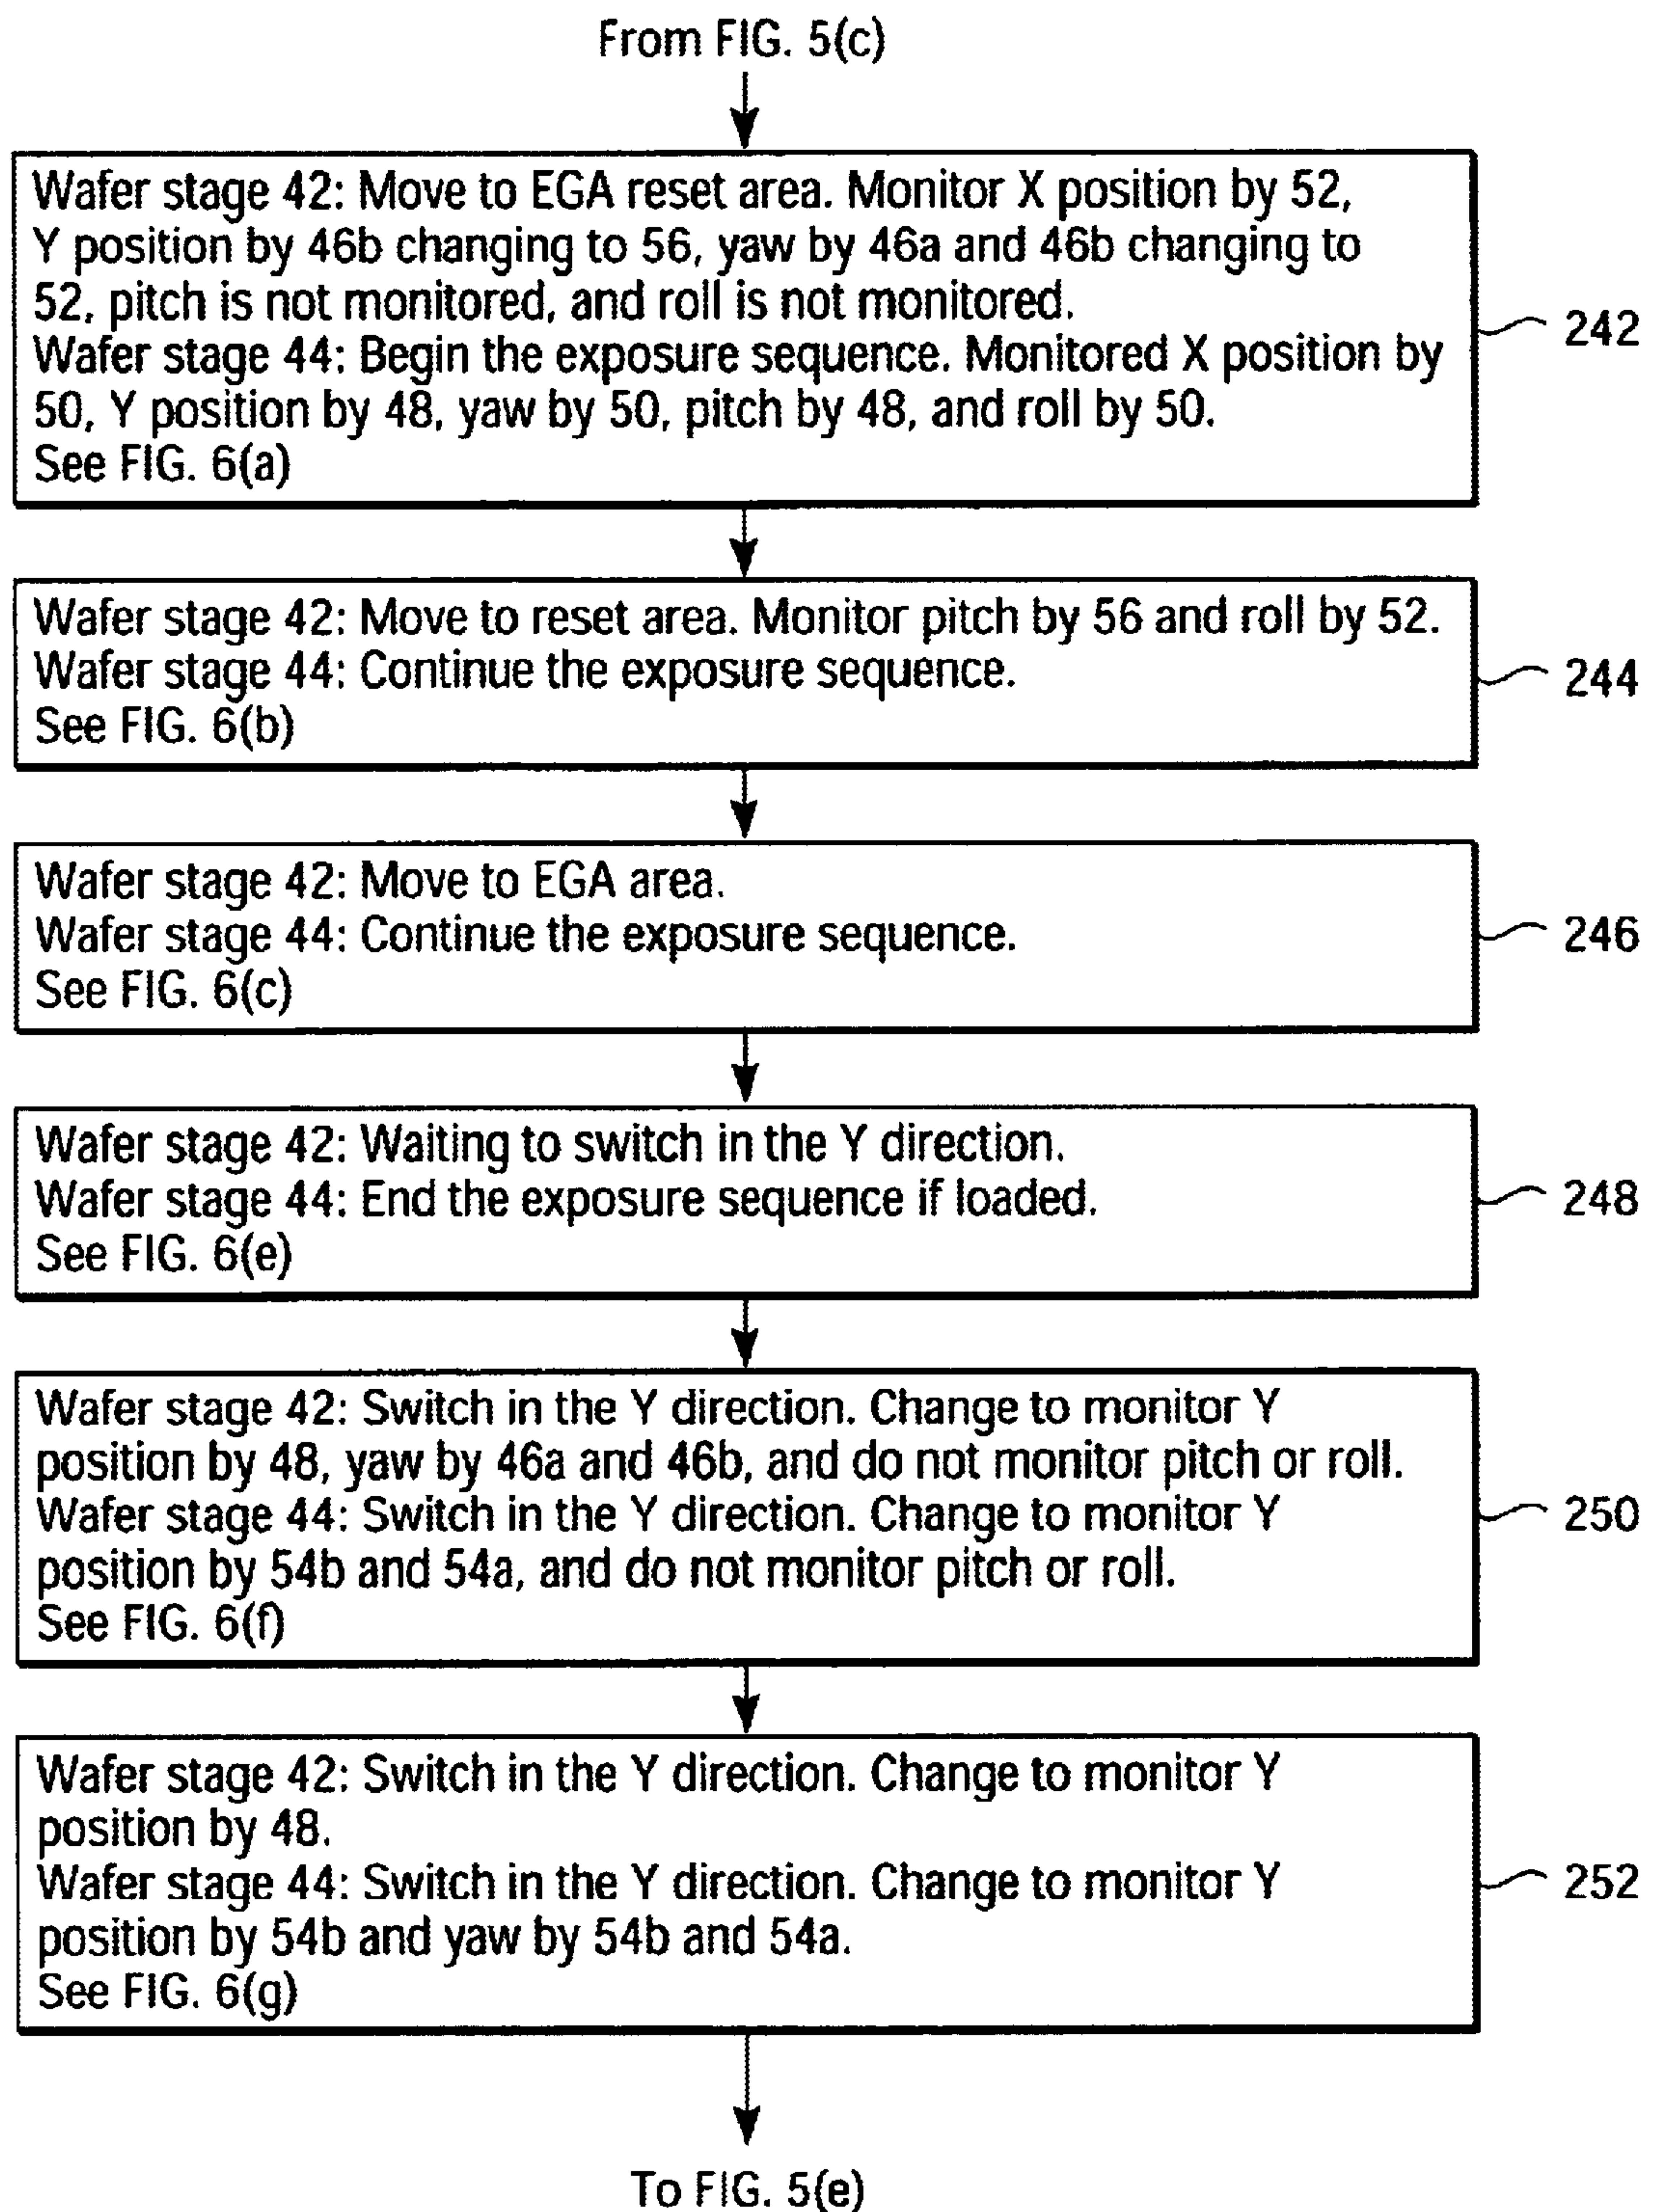 From FIG. 5(c)
Wafer stage 42: Move to EGA reset area. Monitor X position by 52,
Y position by 46b changing to 56, yaw by 46a and 46b changing to
52, pitch is not monitored, and roll is not monitored.
Wafer stage 44: Begin the exposure sequence. Monitored X position by
50, Y position by 48, yaw by 50, pitch by 48, and roll by 50.
See FIG. 6(a)
242
Wafer stage 42: Move to reset area. Monitor pitch by 56 and roll by 52.
Wafer stage 44: Continue the exposure sequence.
See FIG. 6(b)
244
Wafer stage 42: Move to EGA area.
Wafer stage 44: Continue the exposure sequence.
See FIG. 6(c)
246
Wafer stage 42: Waiting to switch in the Y direction.
Wafer stage 44: End the exposure sequence if loaded.
See FIG. 6(e)
248
Wafer stage 42: Switch in the Y direction. Change to monitor Y
position by 48, yaw by 46a and 46b, and do not monitor pitch or roll.
Wafer stage 44: Switch in the Y direction. Change to monitor Y
position by 54b and 54a, and do not monitor pitch or roll.
See FIG. 6(f)
250
Wafer stage 42: Switch in the Y direction. Change to monitor Y
position by 48.
Wafer stage 44: Switch in the Y direction. Change to monitor Y
position by 54b and yaw by 54b and 54a.
See FIG. 6(g)
252
To FIG. 5(e)